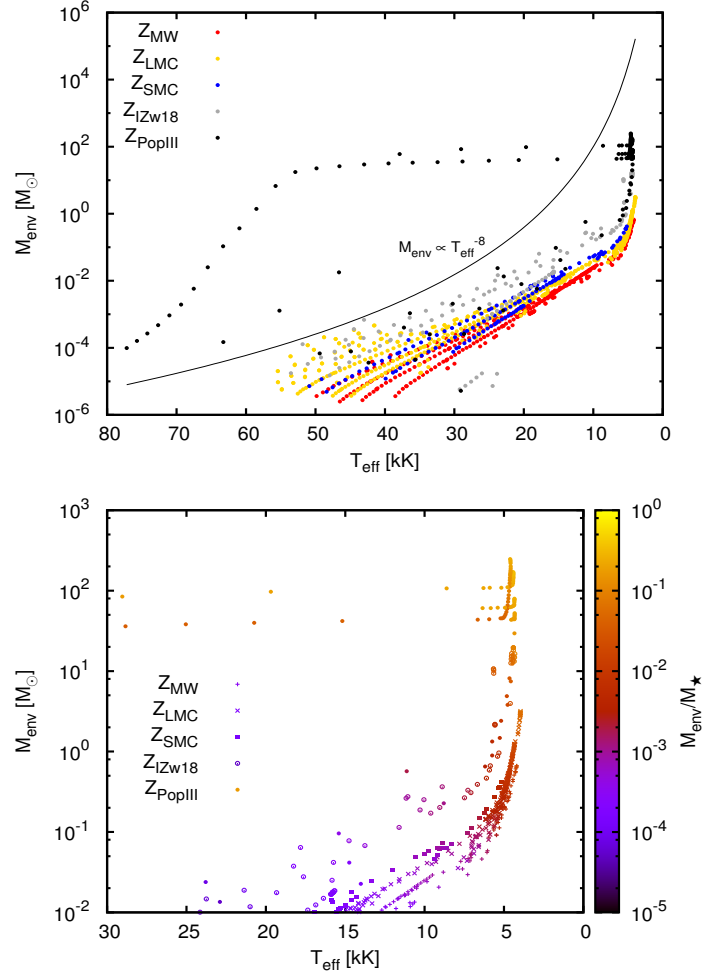 10^6
10^4
10^2
10^0
10^-2
10^-4
10^-6
M_env [M_⊙]
Z_MW
Z_LMC
Z_SMC
Z_IZw18
Z_PopIII
M_env ∝ T_eff^-8
80 70 60 50 40 30 20 10 0
T_eff [kK]
10^3
10^2
10^1
10^0
10^-1
10^-2
M_env [M_⊙]
Z_MW
Z_LMC
Z_SMC
Z_IZw18
Z_PopIII
30 25 20 15 10 5 0
T_eff [kK]
10^0
10^-1
10^-2
10^-3
10^-4
10^-5
M_env/M_★